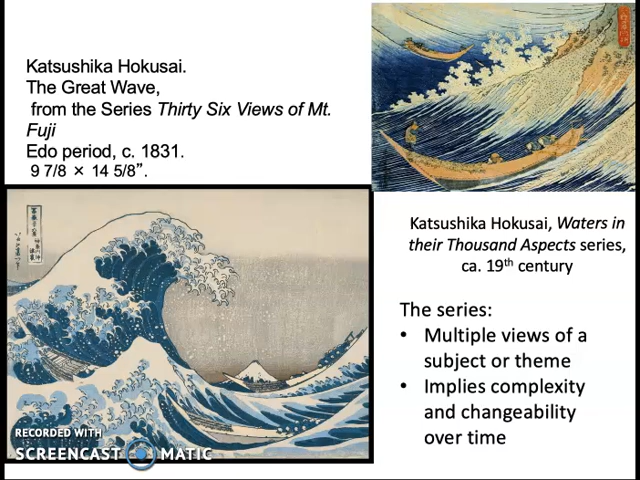 Katsushika Hokusai.
The Great Wave,
from the Series Thirty Six Views of Mt.
Fuji
Edo period, c. 1831.
9 7/8 × 14 5/8”.
Katsushika Hokusai, Waters in
their Thousand Aspects series,
ca. 19th century
The series:
• Multiple views of a
subject or theme
• Implies complexity
and changeability
over time
RECORDED WITH
SCREENCAST MATIC